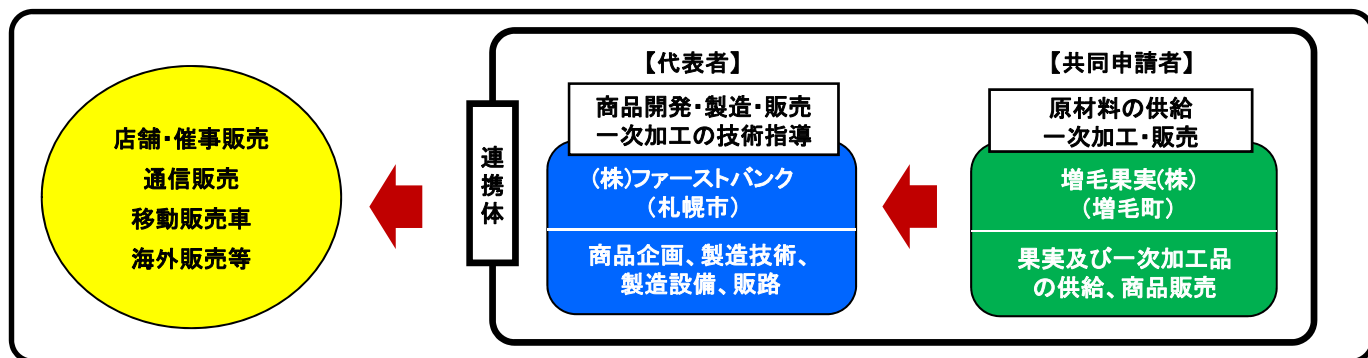 店舗・催事販売
通信販売
移動販売車
海外販売等
連携体
【代表者】
商品開発・製造・販売
一次加工の技術指導
(株)ファーストバンク
(札幌市)
商品企画、製造技術、
製造設備、販路
【共同申請者】
原材料の供給
一次加工・販売
増毛果実(株)
(増毛町)
果実及び一次加工品
の供給、商品販売